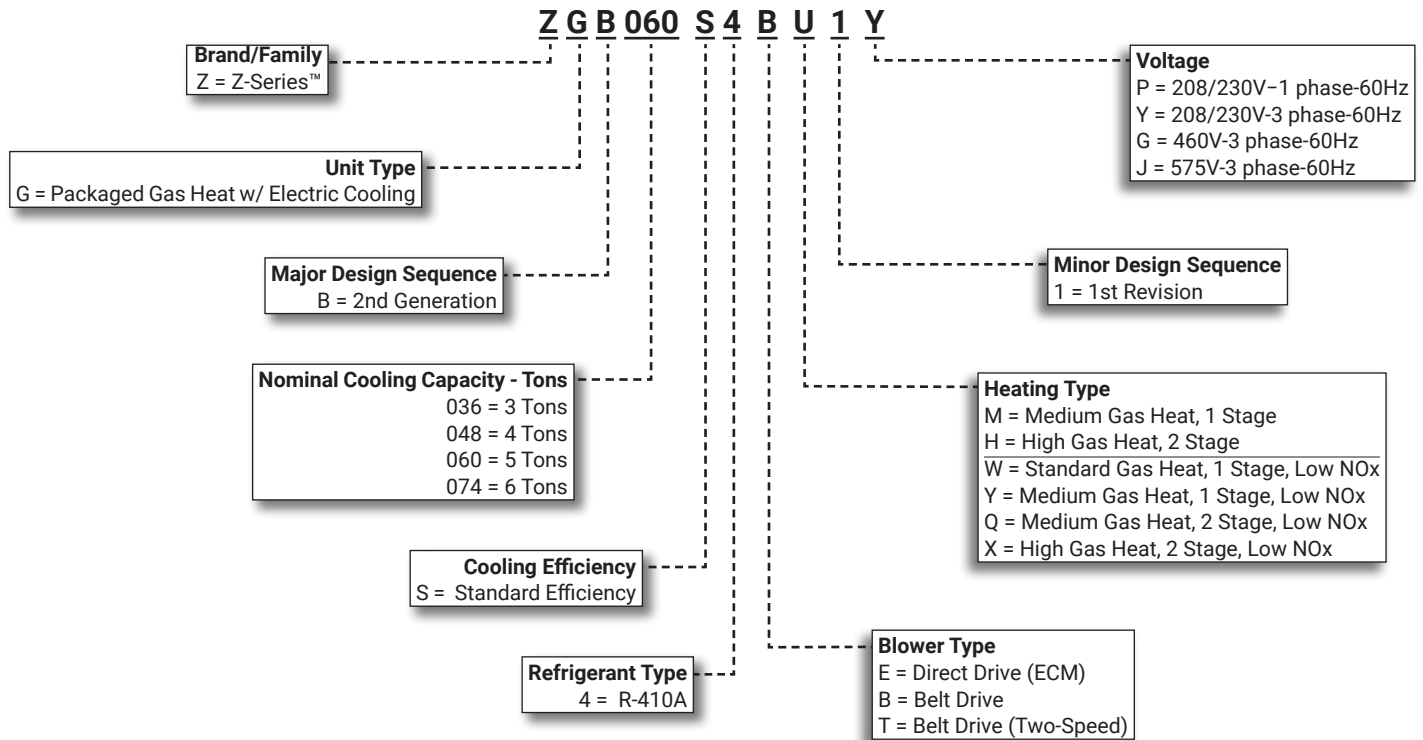 Z G B 060 S 4 B U 1 Y
Brand/Family
Z = Z-Series™
Voltage
P = 208/230V–1 phase-60Hz
Y = 208/230V-3 phase-60Hz
G = 460V-3 phase-60Hz
J = 575V-3 phase-60Hz
Unit Type
G = Packaged Gas Heat w/ Electric Cooling
Major Design Sequence
B = 2nd Generation
Minor Design Sequence
1 = 1st Revision
Nominal Cooling Capacity - Tons
036 = 3 Tons
048 = 4 Tons
060 = 5 Tons
074 = 6 Tons
Heating Type
M = Medium Gas Heat, 1 Stage
H = High Gas Heat, 2 Stage
W = Standard Gas Heat, 1 Stage, Low NOx
Y = Medium Gas Heat, 1 Stage, Low NOx
Q = Medium Gas Heat, 2 Stage, Low NOx
X = High Gas Heat, 2 Stage, Low NOx
Cooling Efficiency
S = Standard Efficiency
Refrigerant Type
4 = R-410A
Blower Type
E = Direct Drive (ECM)
B = Belt Drive
T = Belt Drive (Two-Speed)